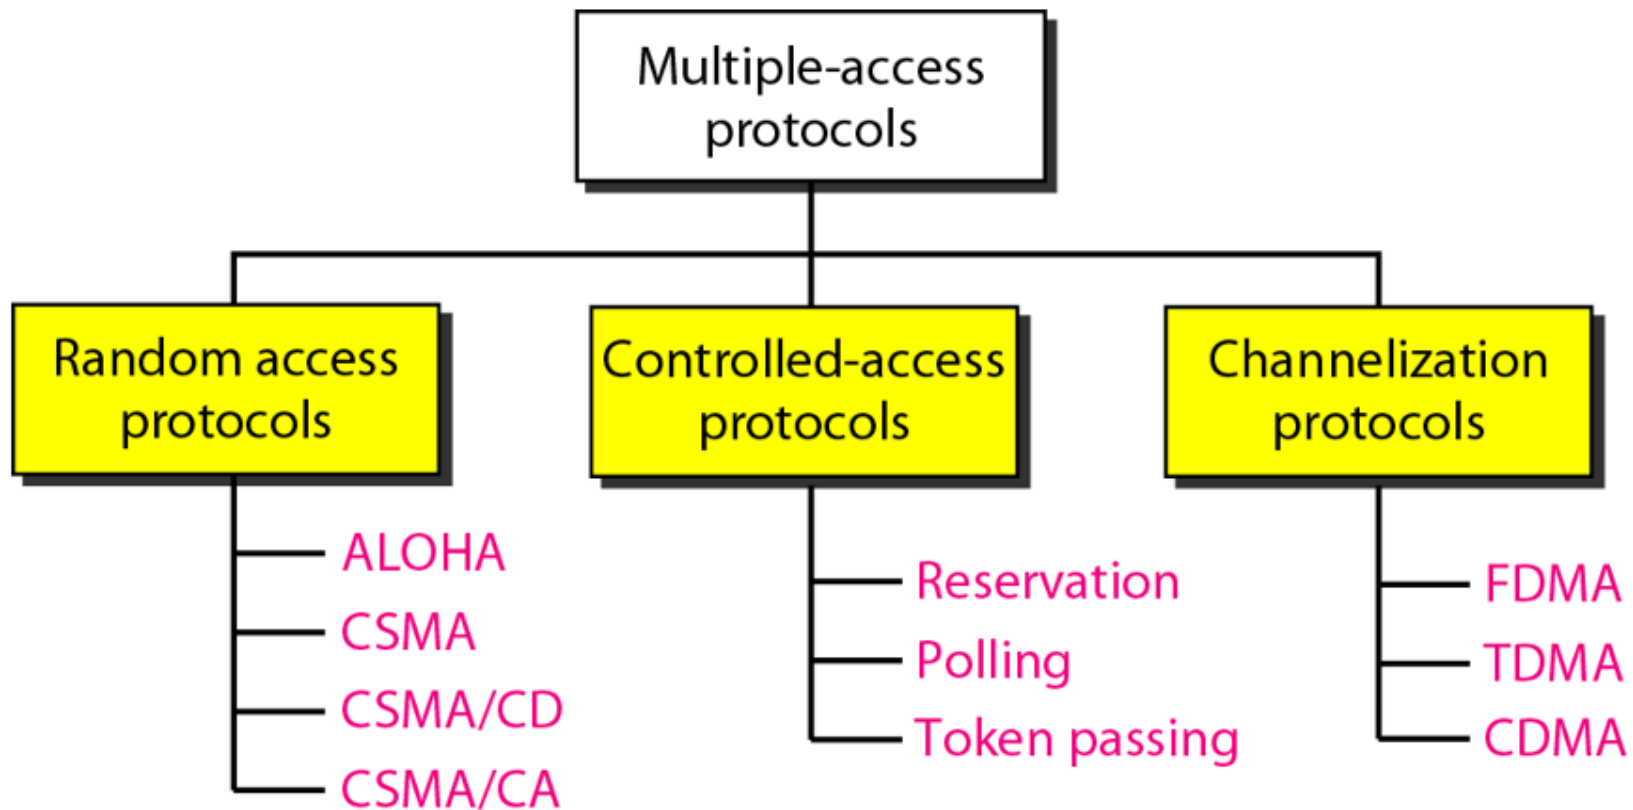 Multiple-access
protocols
Random access
protocols
Controlled-access
protocols
Channelization
protocols
ALOHA
CSMA
CSMA/CD
CSMA/CA
Reservation
Polling
Token passing
FDMA
TDMA
CDMA